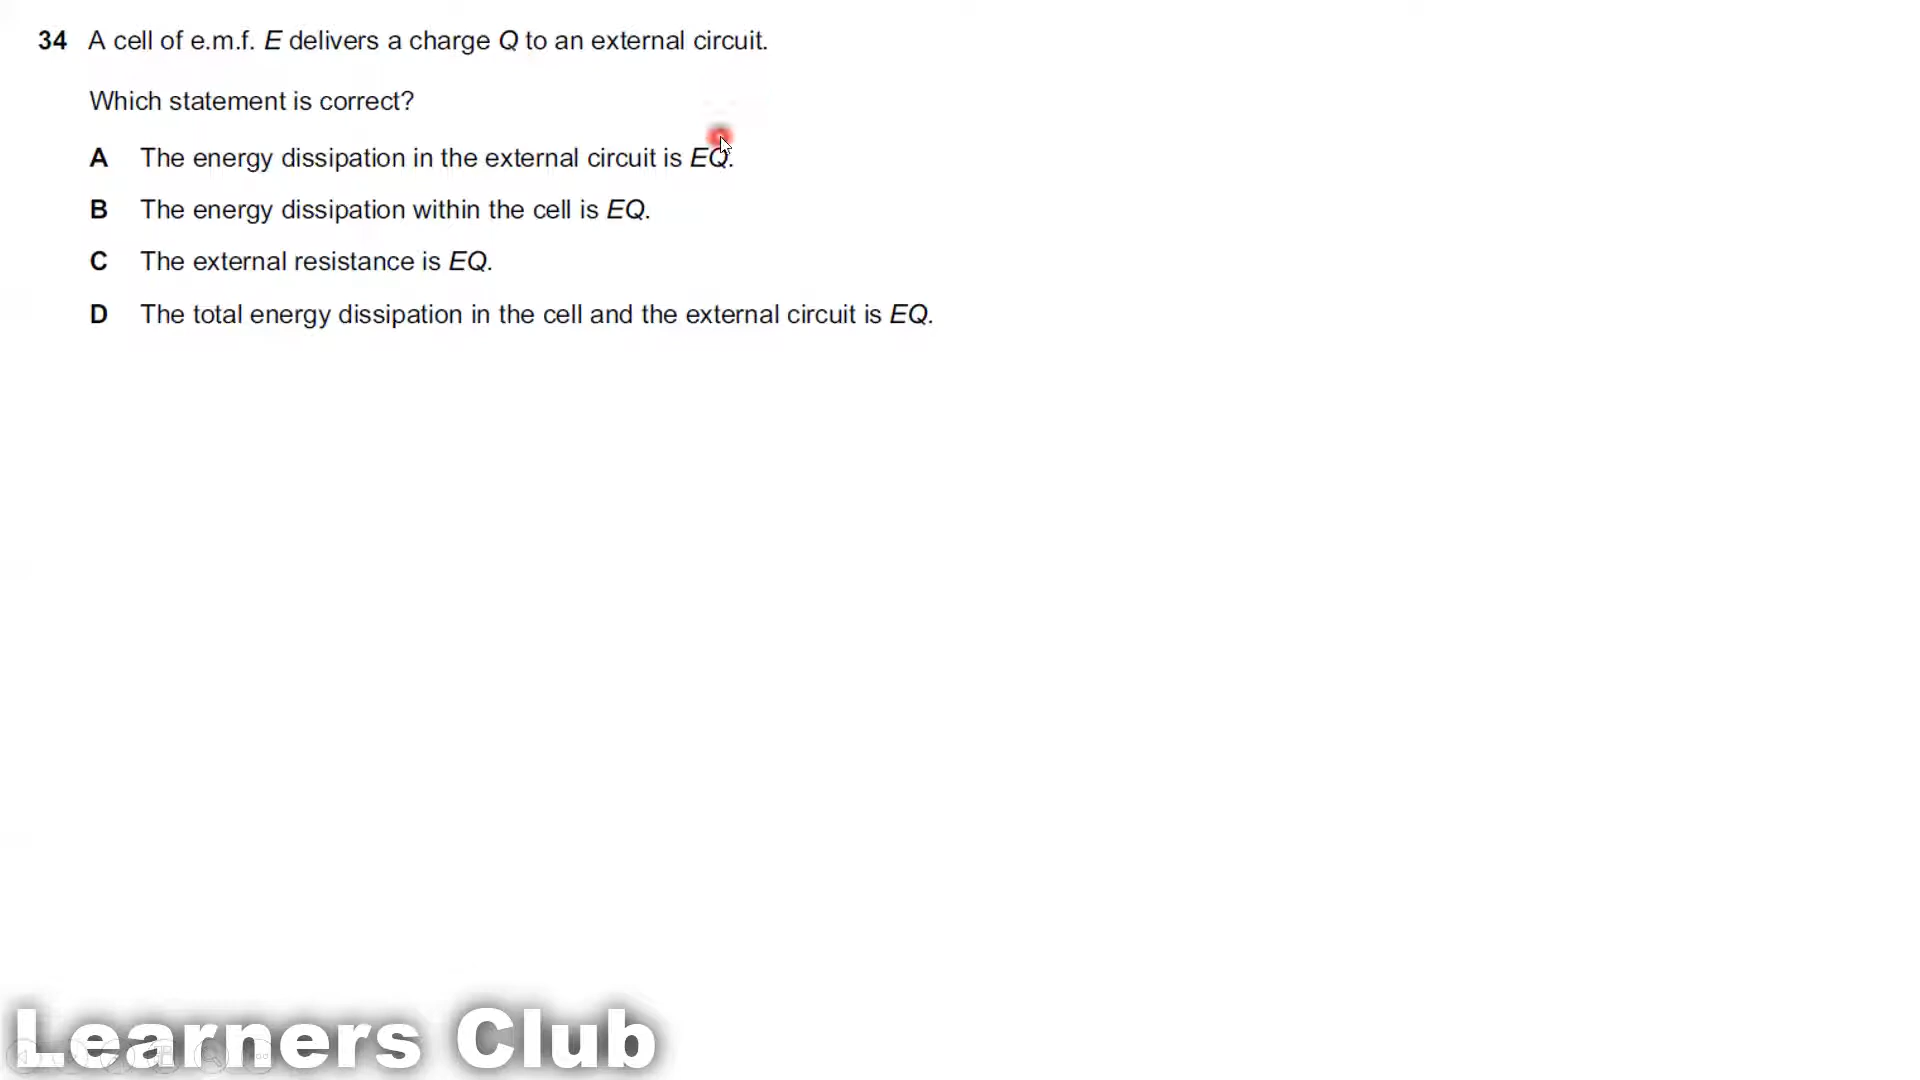 34 A cell of e.m.f. E delivers a charge Q to an external circuit.
Which statement is correct?
A The energy dissipation in the external circuit is EQ.
B The energy dissipation within the cell is EQ.
C The external resistance is EQ.
D The total energy dissipation in the cell and the external circuit is EQ.
Learners Club